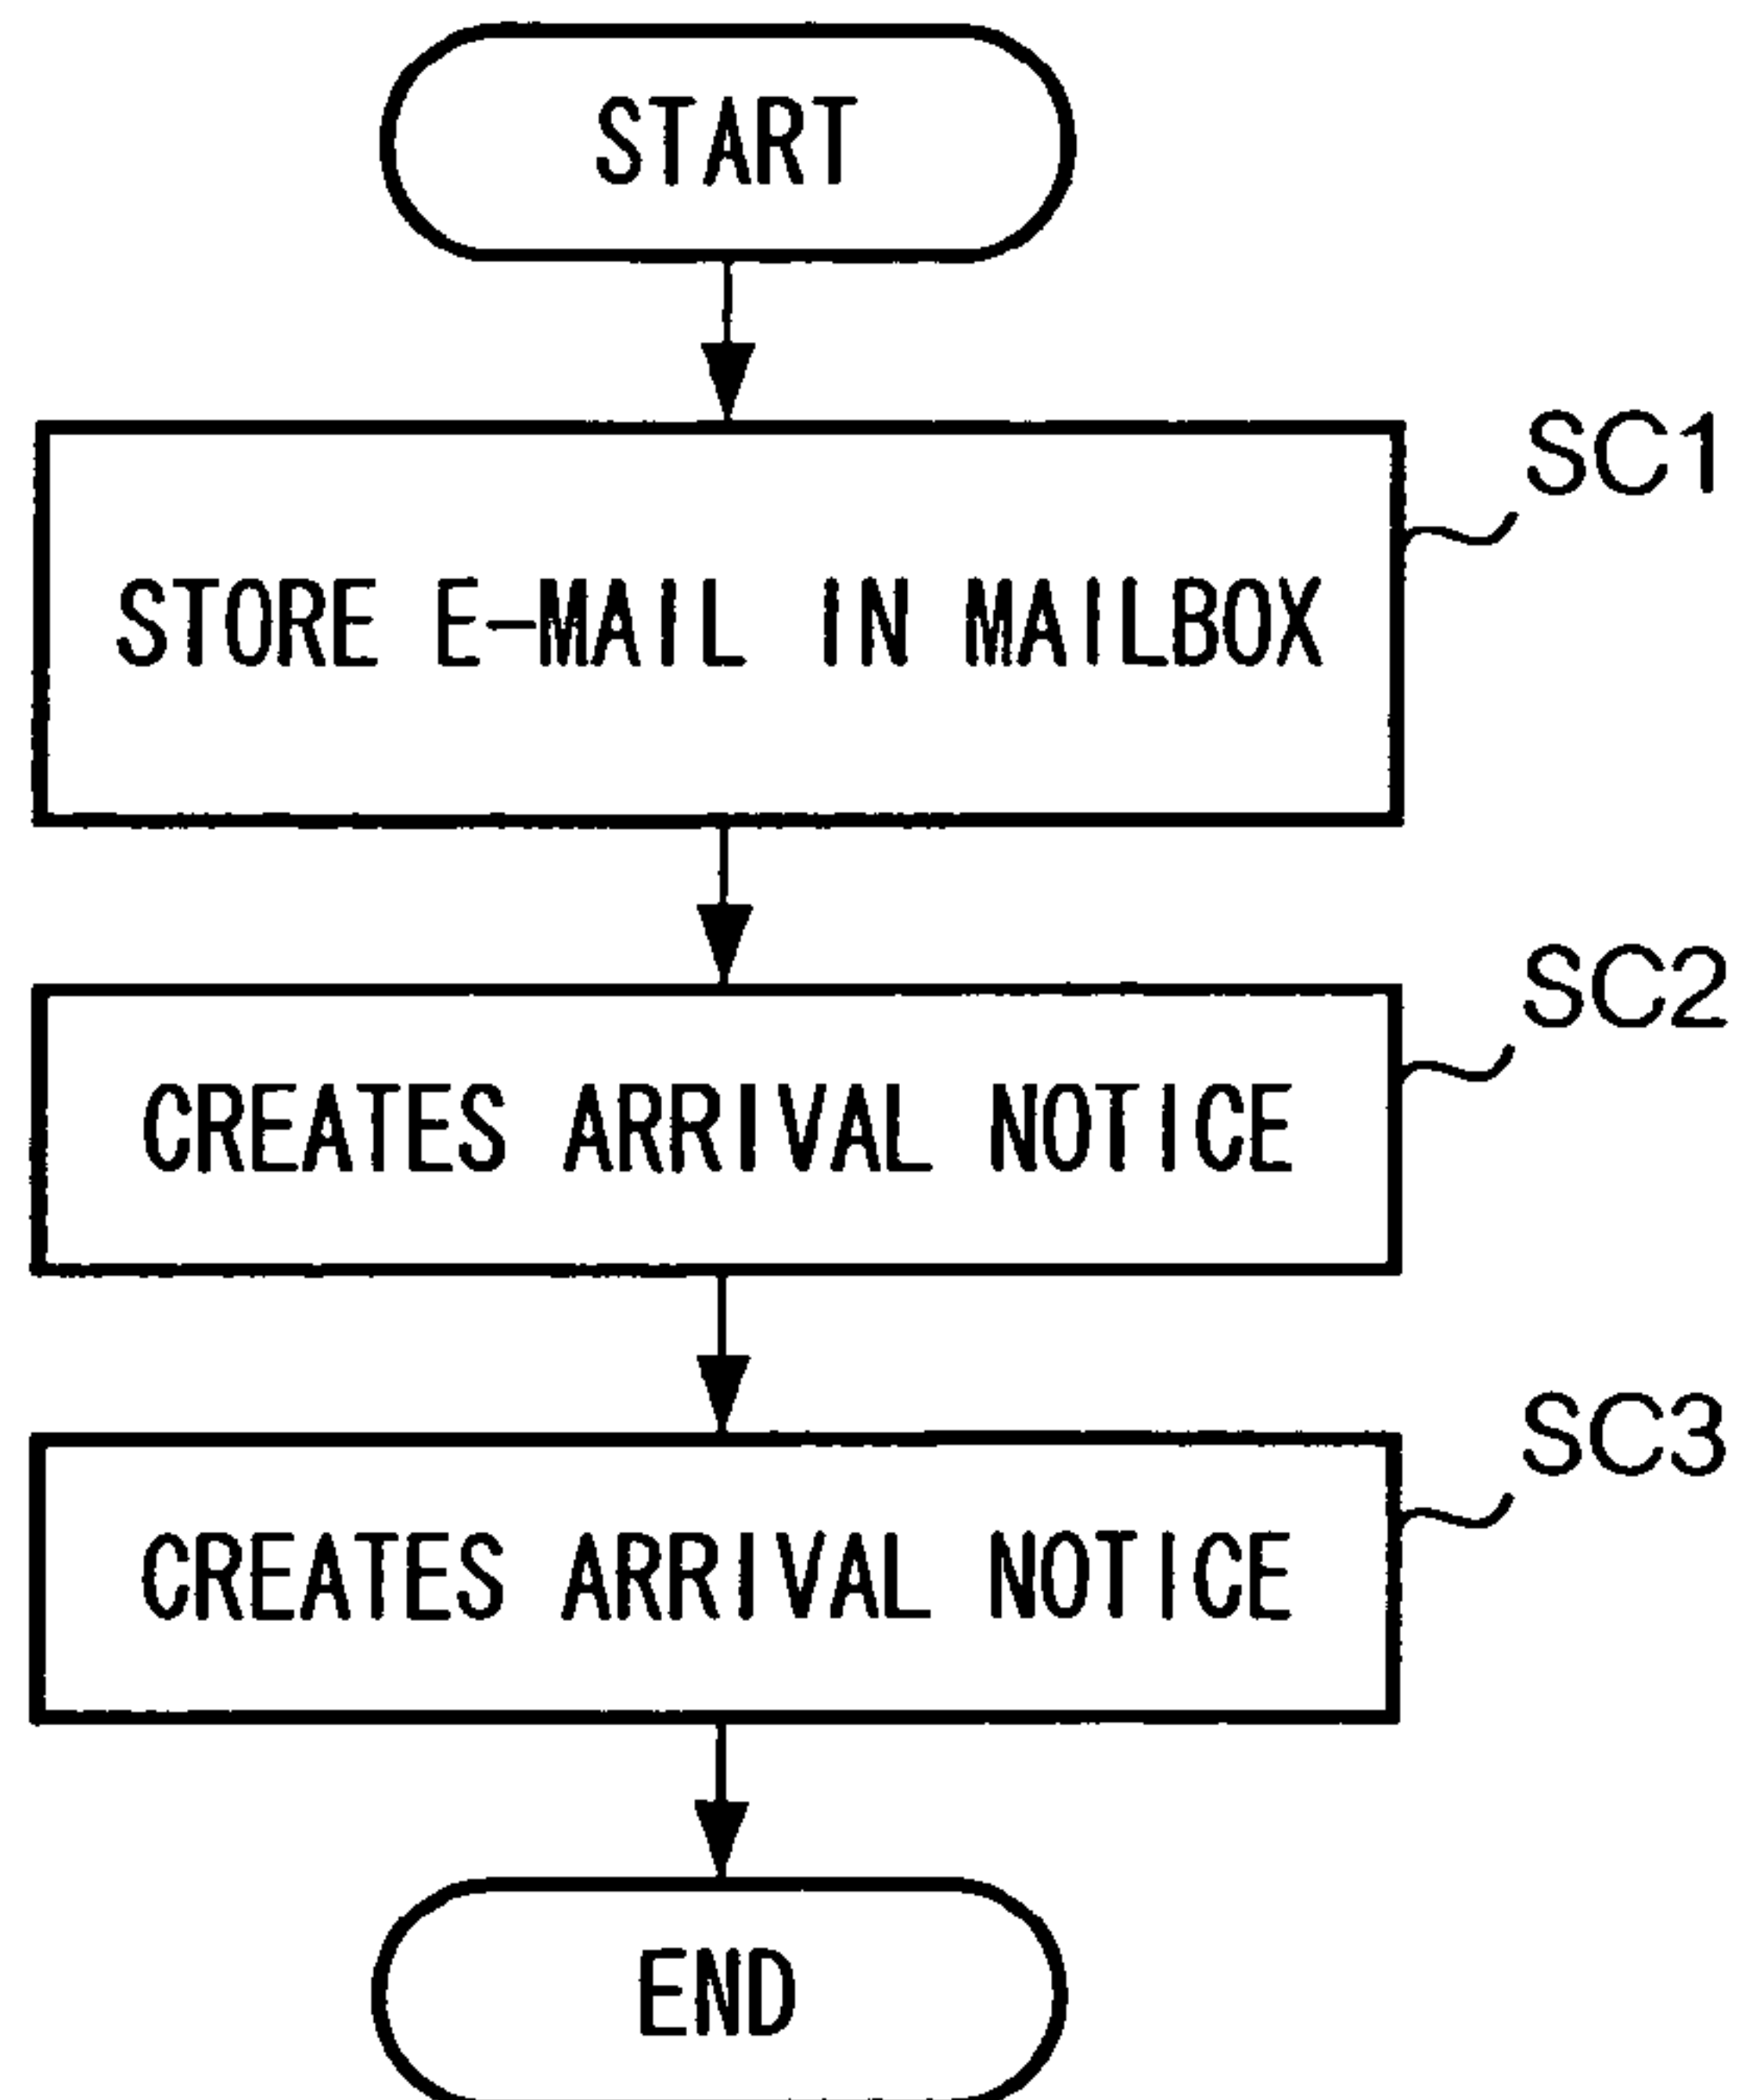 START
SC1
STORE E-MAIL IN MAILBOX
SC2
CREATES ARRIVAL NOTICE
SC3
CREATES ARRIVAL NOTICE
END